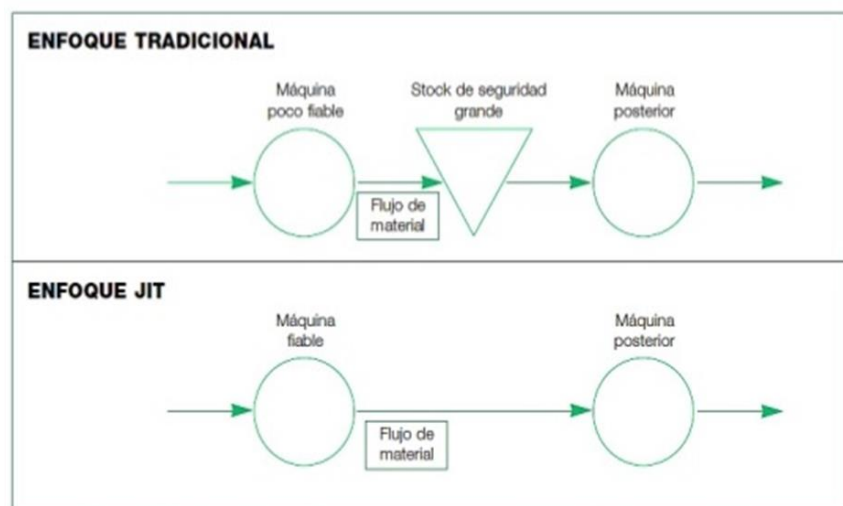 ENFOQUE TRADICIONAL
Máquina
poco fiable
Stock de seguridad
grande
Máquina
posterior
Flujo de
material
ENFOQUE JIT
Máquina
fiable
Máquina
posterior
Flujo de
material